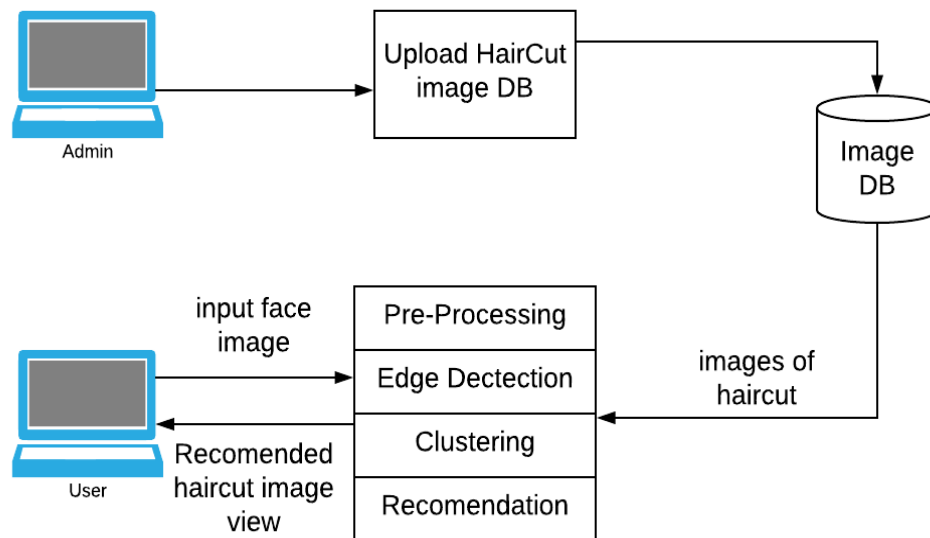 Upload HairCut
image DB
Admin
Image
DB
input face
image
Pre-Processing
Edge Dectection
Clustering
Recomendation
images of
haircut
Recomended
haircut image
view
User